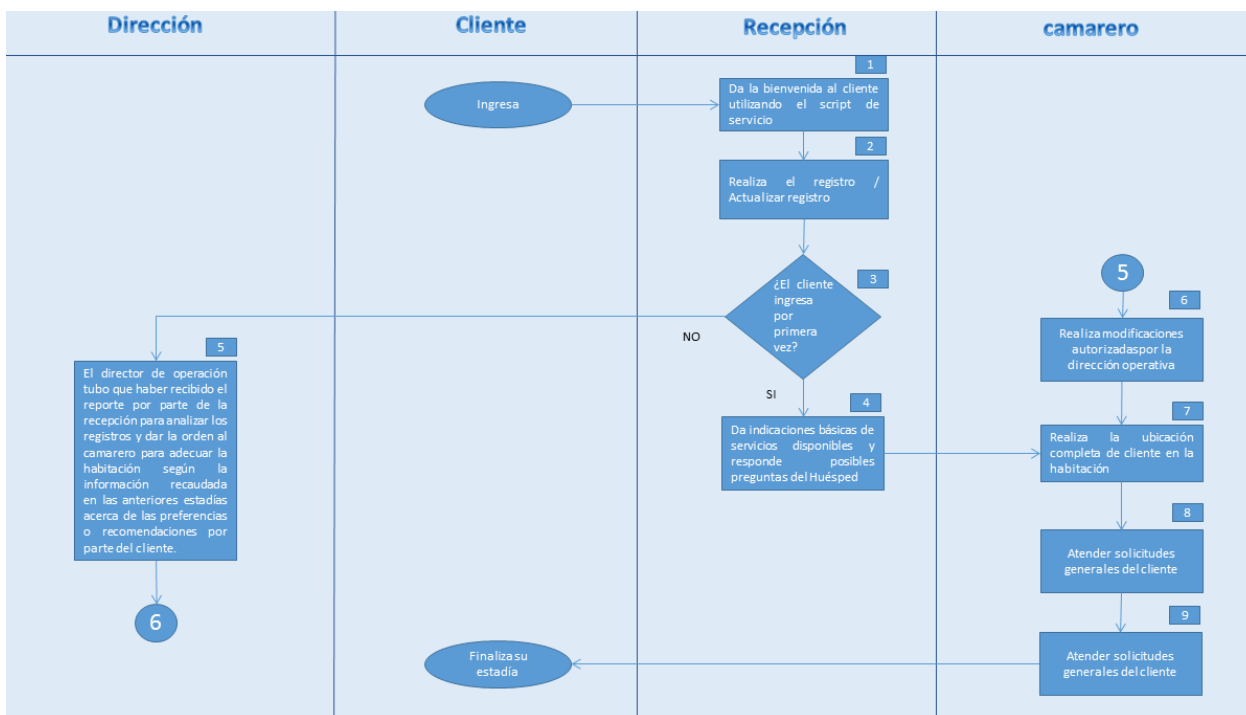 Dirección
Cliente
Recepción
camarero
Ingresa
1
Da la bienvenida al cliente
utilizando el script de
servicio
2
Realiza el registro /
Actualizar registro
3
¿El cliente
ingresa
por
primera
vez?
NO
SI
5
El director de operación
tubo que haber recibido el
reporte por parte de la
recepción para analizar los
registros y dar la orden al
camarero para adecuar la
habitación según la
información recaudada
en las anteriores estadías
acerca de las preferencias
o recomendaciones por
parte del cliente.
6
4
Da indicaciones básicas de
servicios disponibles y
responde posibles
preguntas del Huésped
5
6
Realiza modificaciones
autorizadaspor la
dirección operativa
7
Realiza la ubicación
completa de cliente en la
habitación
8
Atender solicitudes
generales del cliente
9
Atender solicitudes
generales del cliente
Finaliza su
estadía